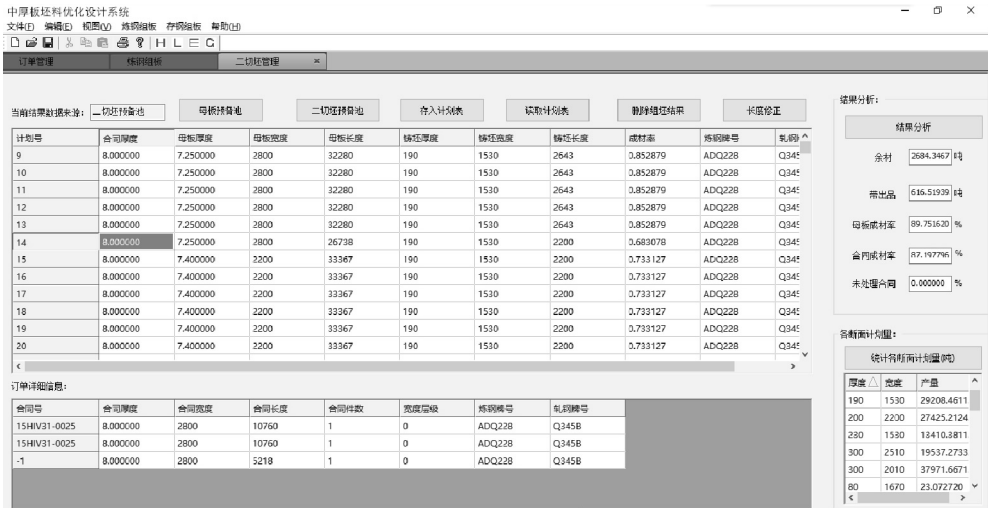 中厚板坯料优化设计系统
文件(F) 编辑(E) 视图(V) 炼钢组板 存钢组板 帮助(H)
H L E G
订单管理 炼钢组板 二切坯管理 ×
当前结果数据来源: 二切坯预备池 母板预备池 二切坯预备池 存入计划表 读取计划表 删除组坯结果 长度修正
计划号 合同厚度 母板厚度 母板宽度 母板长度 铸坯厚度 铸坯宽度 铸坯长度 成材率 炼钢牌号 轧钢
9 8.000000 7.250000 2800 32280 190 1530 2643 0.852879 ADQ228 Q345
10 8.000000 7.250000 2800 32280 190 1530 2643 0.852879 ADQ228 Q345
11 8.000000 7.250000 2800 32280 190 1530 2643 0.852879 ADQ228 Q345
12 8.000000 7.250000 2800 32280 190 1530 2643 0.852879 ADQ228 Q345
13 8.000000 7.250000 2800 32280 190 1530 2643 0.852879 ADQ228 Q345
14 8.000000 7.250000 2800 26738 190 1530 2200 0.683078 ADQ228 Q345
15 8.000000 7.400000 2200 33367 190 1530 2200 0.733127 ADQ228 Q345
16 8.000000 7.400000 2200 33367 190 1530 2200 0.733127 ADQ228 Q345
17 8.000000 7.400000 2200 33367 190 1530 2200 0.733127 ADQ228 Q345
18 8.000000 7.400000 2200 33367 190 1530 2200 0.733127 ADQ228 Q345
19 8.000000 7.400000 2200 33367 190 1530 2200 0.733127 ADQ228 Q345
20 8.000000 7.400000 2200 33367 190 1530 2200 0.733127 ADQ228 Q345
订单详细信息:
合同号 合同厚度 合同宽度 合同长度 合同件数 宽度层级 炼钢牌号 轧钢牌号
15HIV31-0025 8.000000 2800 10760 1 0 ADQ228 Q345B
15HIV31-0025 8.000000 2800 10760 1 0 ADQ228 Q345B
-1 8.000000 2800 5218 1 0 ADQ228 Q345B
结果分析:
结果分析
余材 2684.3467 吨
带出品 616.51939 吨
母板成材率 89.751620 %
合同成材率 87.197796 %
未处理合同 0.000000 %
各断面计划量:
统计各断面计划量(吨)
厚度 宽度 产量
190 1530 29208.4611
200 2200 27425.2124
230 1530 13410.3811
300 2510 19537.2733
300 2010 37971.6671
80 1670 23.072720